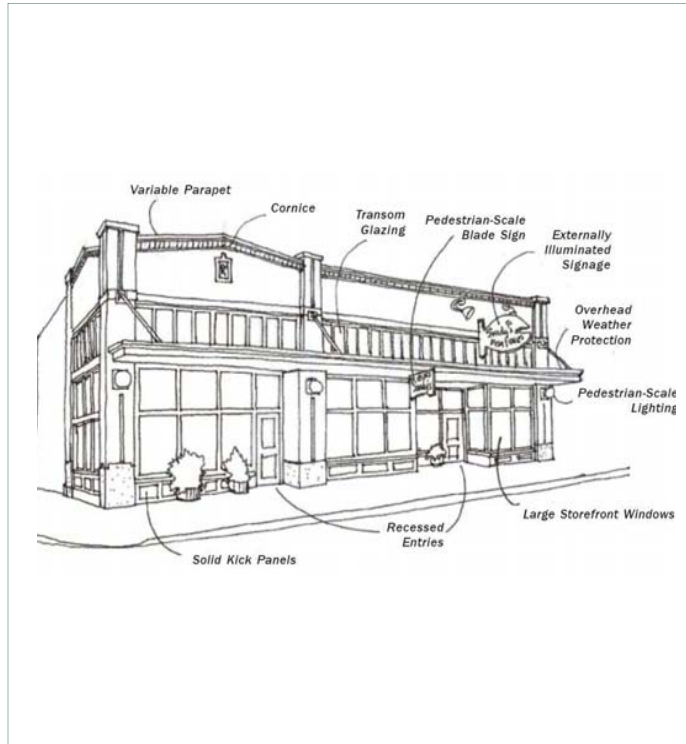 Variable Parapet
Cornice
Transom
Glazing
Pedestrian-Scale
Blade Sign
Externally
Illuminated
Signage
Overhead
Weather
Protection
Pedestrian-Scale
Lighting
Large Storefront Windows
Recessed
Entries
Solid Kick Panels